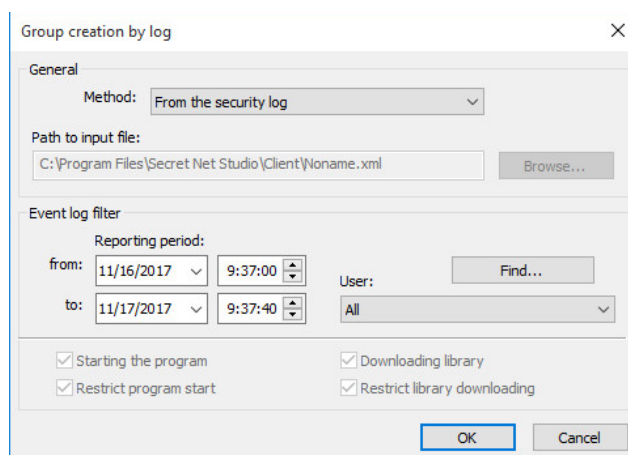 Group creation by log
General
Method: From the security log
Path to input file:
C:\Program Files\Secret Net Studio\Client\Noname.xml Browse...
Event log filter
Reporting period:
from: 11/16/2017 9:37:00 Find...
User:
to: 11/17/2017 9:37:40 All
Starting the program Downloading library
Restrict program start Restrict library downloading
OK Cancel